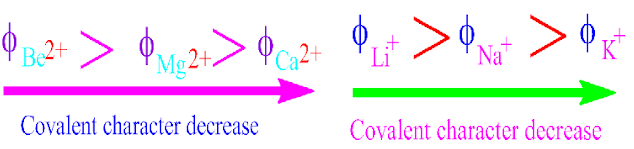 ϕBe2+ > ϕMg2+ > ϕCa2+
Covalent character decrease
ϕLi+ > ϕNa+ > ϕK+
Covalent character decrease